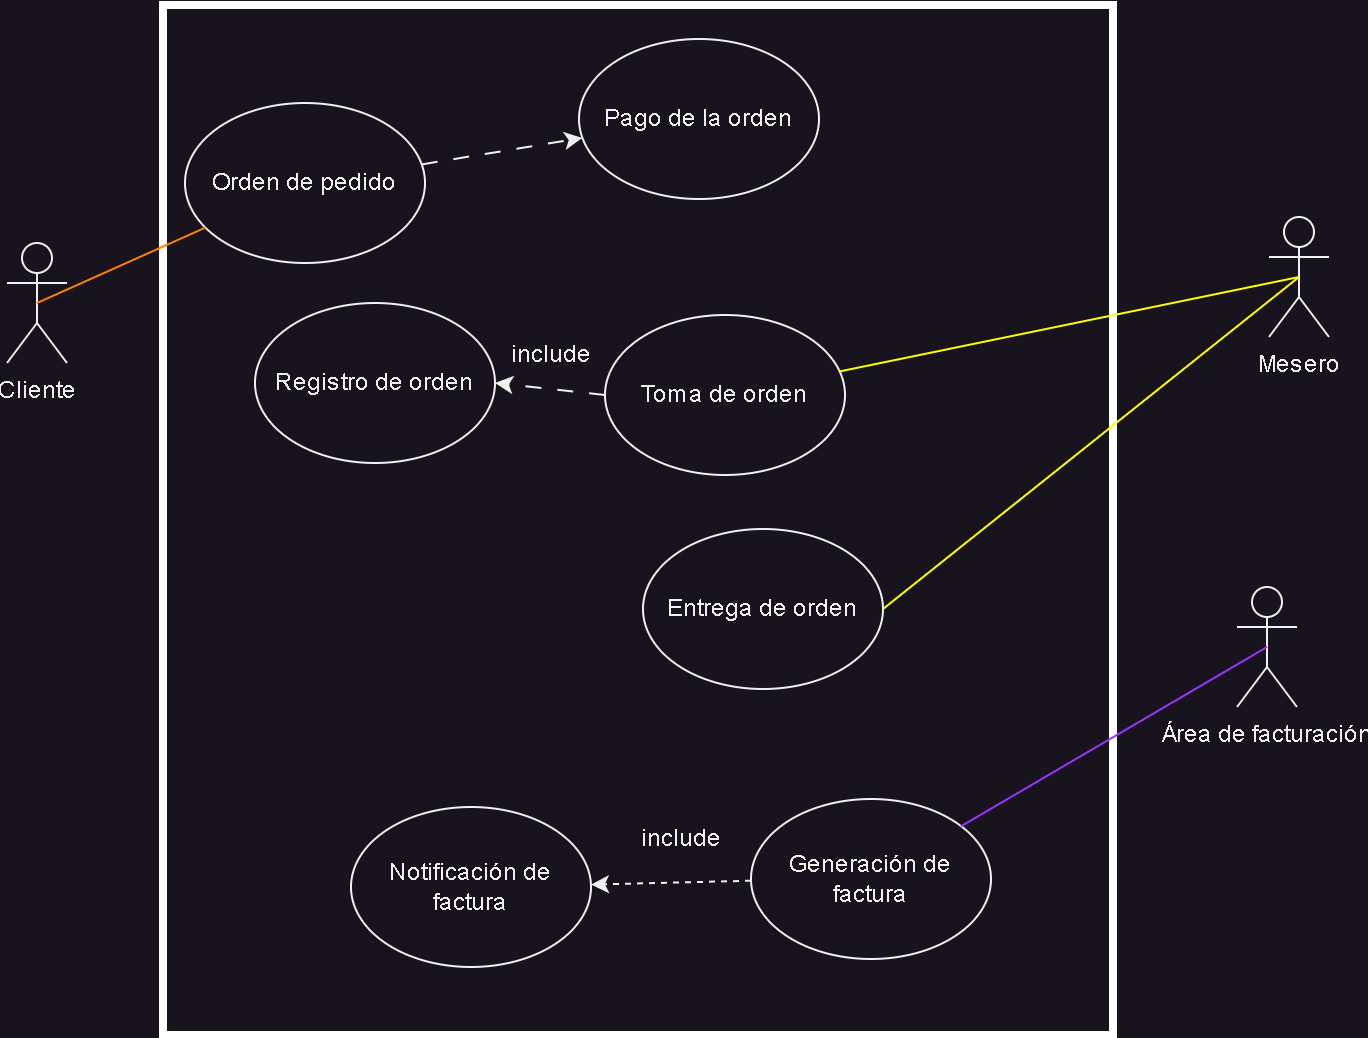 Pago de la orden
Orden de pedido
Cliente
Mesero
include
Registro de orden
Toma de orden
Entrega de orden
Área de facturación
include
Notificación de
factura
Generación de
factura